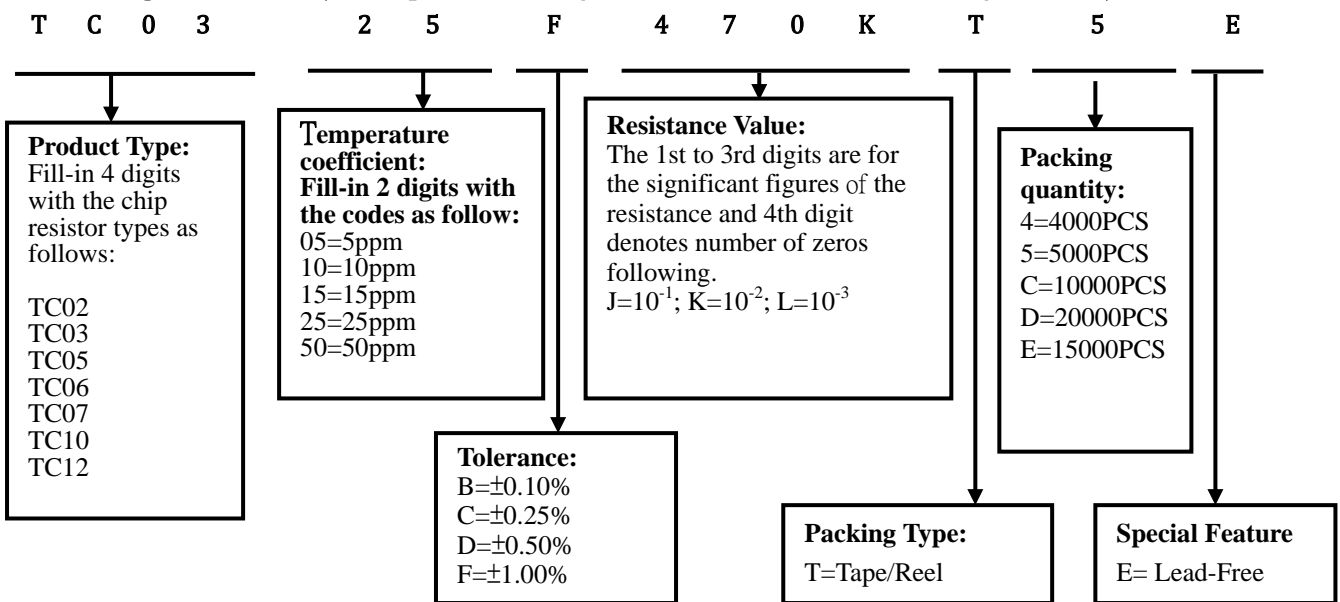 T C 0 3 2 5 F 4 7 0 K T 5 E
Product Type:
Fill-in 4 digits
with the chip
resistor types as
follows:
TC02
TC03
TC05
TC06
TC07
TC10
TC12
Temperature
coefficient:
Fill-in 2 digits with
the codes as follow:
05=5ppm
10=10ppm
15=15ppm
25=25ppm
50=50ppm
Tolerance:
B=±0.10%
C=±0.25%
D=±0.50%
F=±1.00%
Resistance Value:
The 1st to 3rd digits are for
the significant figures of the
resistance and 4th digit
denotes number of zeros
following.
J=10⁻¹; K=10⁻²; L=10⁻³
Packing Type:
T=Tape/Reel
Packing
quantity:
4=4000PCS
5=5000PCS
C=10000PCS
D=20000PCS
E=15000PCS
Special Feature
E= Lead-Free